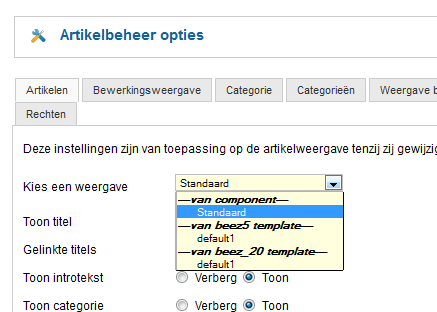 Artikelbeheer opties
Artikelen Bewerkingsweergave Categorie Categorieën Weergave
Rechten
Deze instellingen zijn van toepassing op de artikelweergave tenzij zij gewijzig
Kies een weergave Standaard
---van component---
Standaard
Toon titel
---van beez5 template---
default1
Gelinkte titels
---van beez_20 template---
default1
Toon introtekst Verberg Toon
Toon categorie Verberg Toon